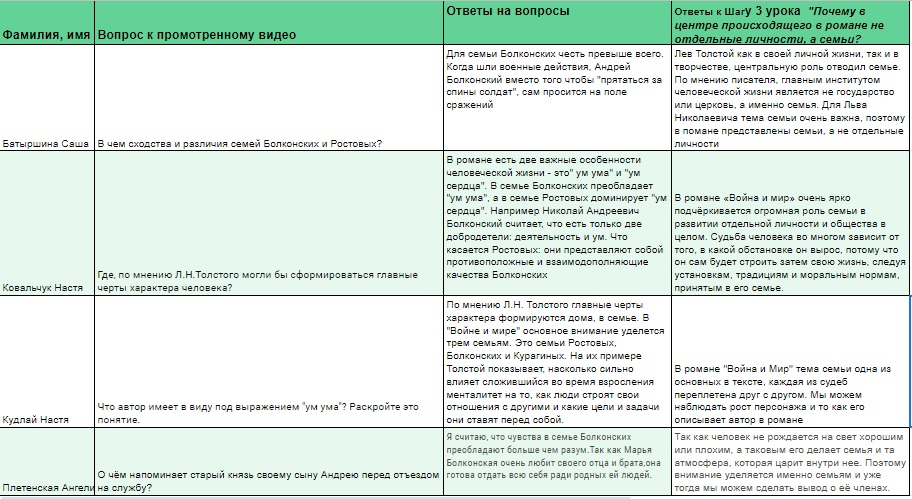 Фамилия, имя
Вопрос к промотренному видео
Ответы на вопросы
Ответы к Шагу 3 урока "Почему в
центре происходящего в романе не
отдельные личности, а семьи?
Батыршина Саша
В чем сходства и различия семей Болконских и Ростовых?
Для семьи Болконских честь превыше всего.
Когда шли военные действия, Андрей
Болконский вместо того чтобы "прятаться за
спины солдат", сам просится на поле
сражений
Лев Толстой как в своей личной жизни, так и в
творчестве, центральную роль отводил семье.
По мнению писателя, главным институтом
человеческой жизни является не государство
или церковь, а именно семья. Для Льва
Николаевича тема семьи очень важна, поэтому
в помане представлены семьи, а не отдельные
личности
Ковальчук Настя
Где, по мнению Л.Н.Толстого могли бы сформироваться главные
черты характера человека?
В романе есть две важные особенности
человеческой жизни - это" ум ума" и "ум
сердца". В семье Болконских преобладает
"ум ума", а в семье Ростовых доминирует "ум
сердца". Например Николай Андреевич
Болконский считает, что есть только две
добродетели: деятельность и ум. Что
касается Ростовых: они представляют собой
противоположные и взаимодополняющие
качества Болконских
В романе «Война и мир» очень ярко
подчёркивается огромная роль семьи в
развитии отдельной личности и общества в
целом. Судьба человека во многом зависит от
того, в какой обстановке он вырос, потому что
он сам будет строить затем свою жизнь, следуя
установкам, традициям и моральным нормам,
принятым в его семье.
Кудлай Настя
Что автор имеет в виду под выражением "ум ума"? Раскройте это
понятие.
По мнению Л.Н. Толстого главные черты
характера формируются дома, в семье. В
"Войне и мире" основное внимание уделется
трем семьям. Это семьи Ростовых,
Болконских и Курагиных. На их примере
Толстой показывает, насколько сильно
влияет сложившийся во время взросления
менталитет на то, как люди строят свои
отношения с другими и какие цели и задачи
они ставят перед собой.
В романе "Война и Мир" тема семьи одна из
основных в тексте, каждая из судеб
переплетена друг с другом. Мы можем
наблюдать рост персонажа и то как его
описывает автор в романе
Плетенская Ангели
О чём напоминает старый князь своему сыну Андрею перед отъездом
на службу?
Я считаю, что чувства в семье Болконских
преобладают больше чем разум.Так как Марья
Болконская очень любит своего отца и брата,она
готова отдать всю себя ради родных ей людей.
Так как человек не рождается на свет хорошим
или плохим, а таковым его делает семья и та
атмосфера, которая царит внутри нее. Поэтому
внимание уделяется именно семьям и уже
тогда мы можем сделать вывод о её членах.